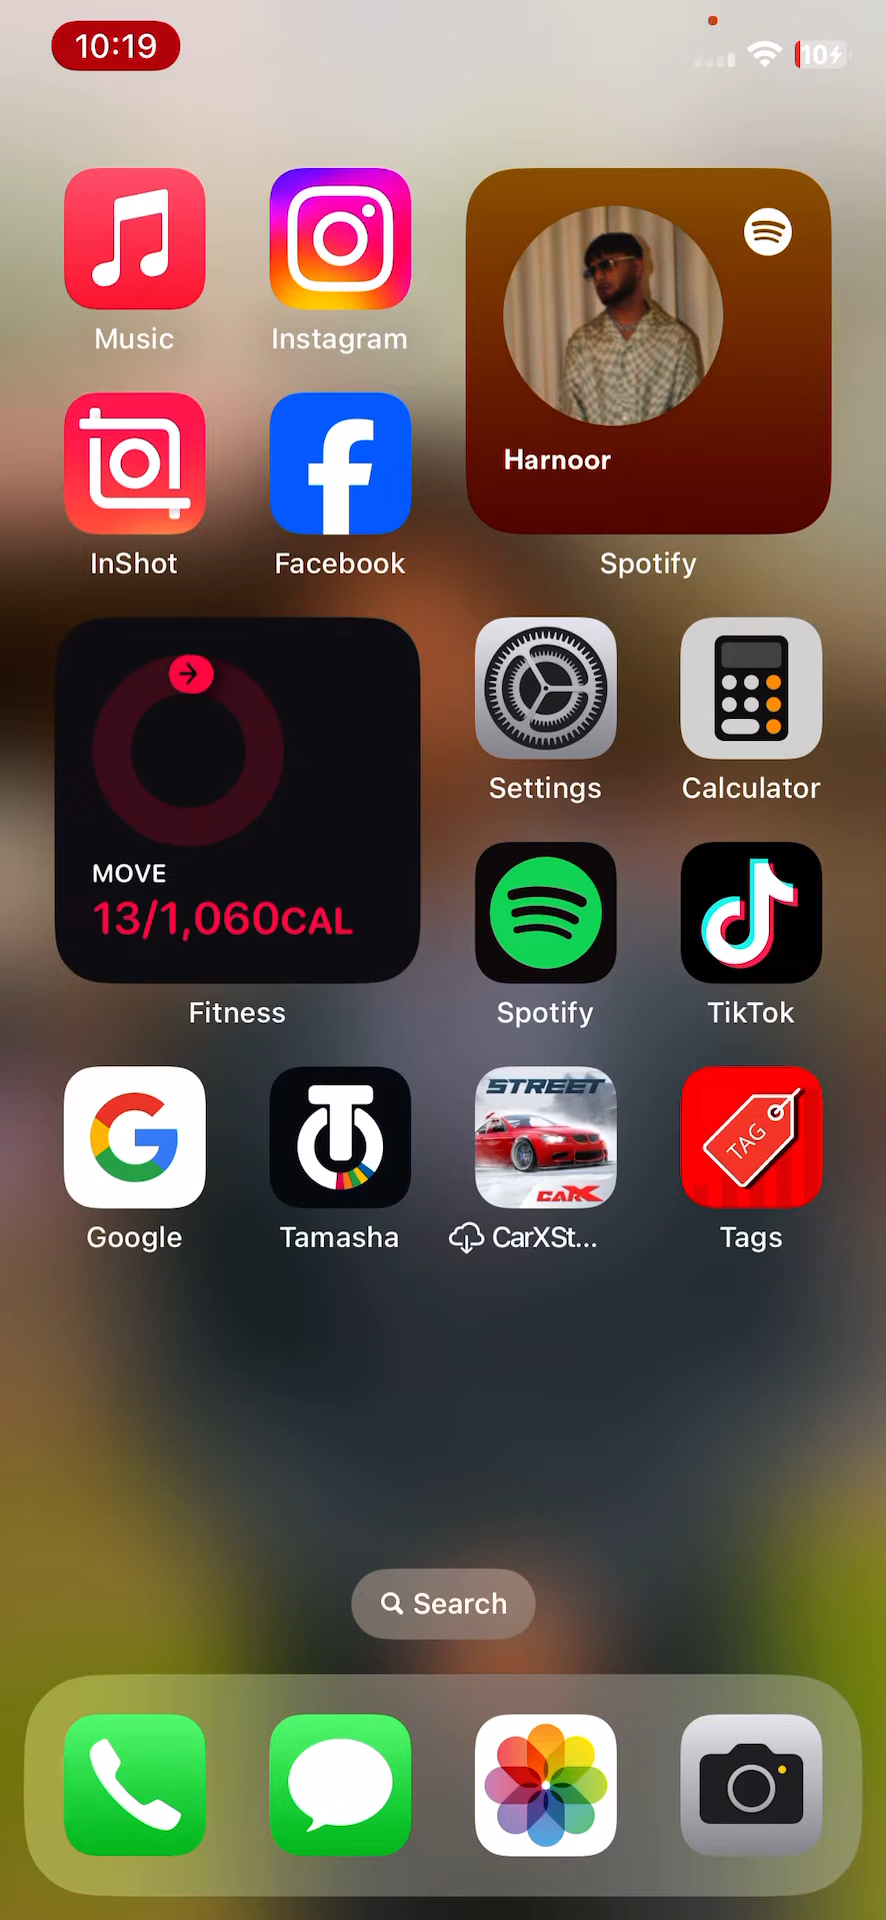 10:19
10
Music
Instagram
Harnoor
InShot
Facebook
Spotify
MOVE
13/1,060CAL
Fitness
Settings
Calculator
Spotify
TikTok
STREET
CARX
TAG
Google
Tamasha
CarXSt...
Tags
Search